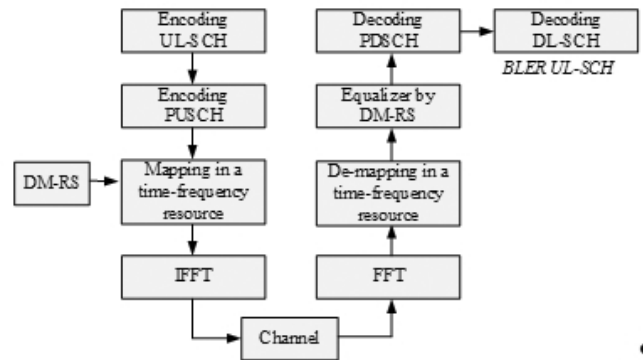 Encoding
UL-SCH
Encoding
PUSCH
DM-RS
Mapping in a
time-frequency
resource
IFFT
Channel
FFT
De-mapping in a
time-frequency
resource
Equalizer by
DM-RS
Decoding
PDSCH
Decoding
DL-SCH
BLER UL-SCH